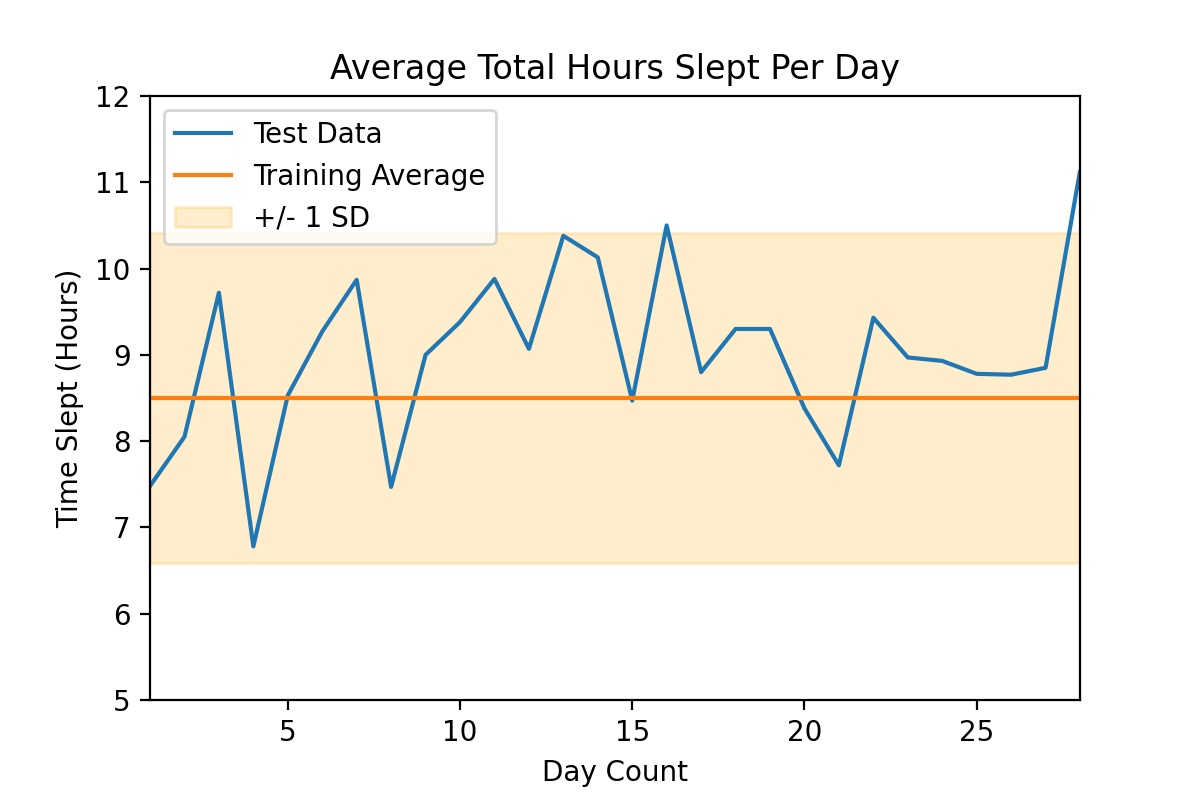 Average Total Hours Slept Per Day
12
11
10
9
8
7
6
5
Time Slept (Hours)
Test Data
Training Average
+/- 1 SD
5 10 15 20 25
Day Count